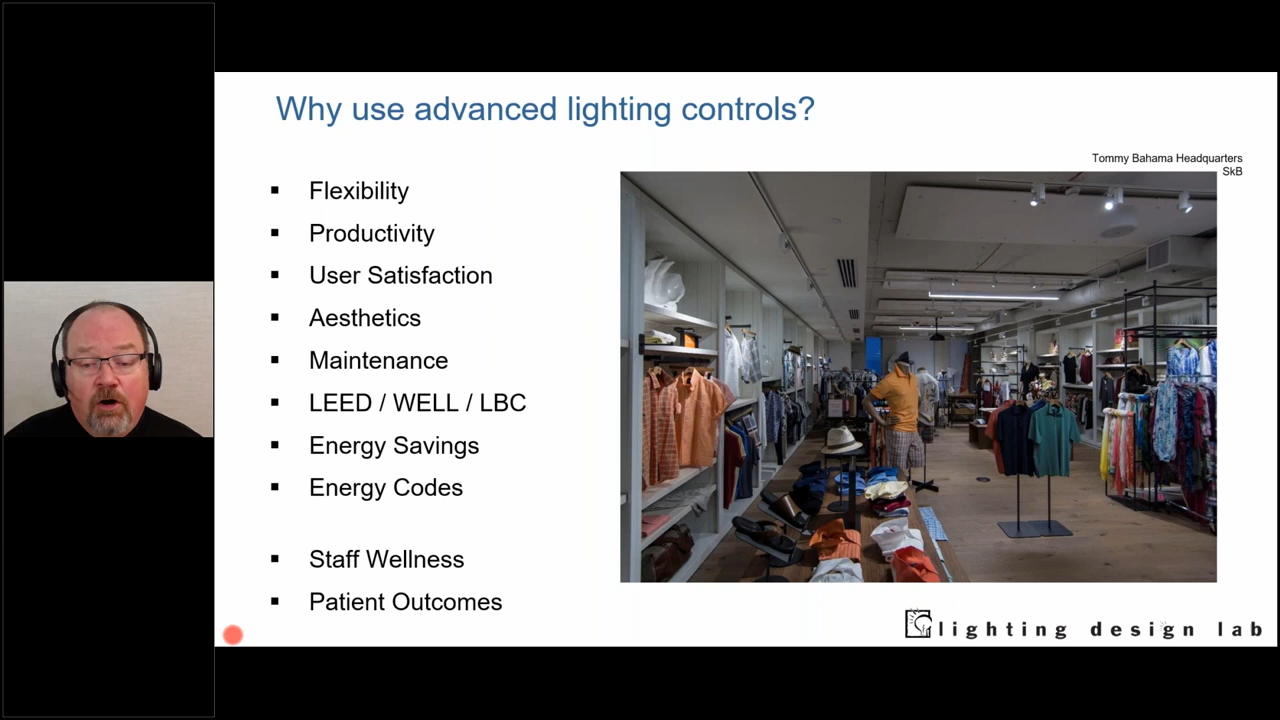 Why use advanced lighting controls?
Tommy Bahama Headquarters
SkB
▪ Flexibility
▪ Productivity
▪ User Satisfaction
▪ Aesthetics
▪ Maintenance
▪ LEED / WELL / LBC
▪ Energy Savings
▪ Energy Codes
▪ Staff Wellness
▪ Patient Outcomes
lighting design lab